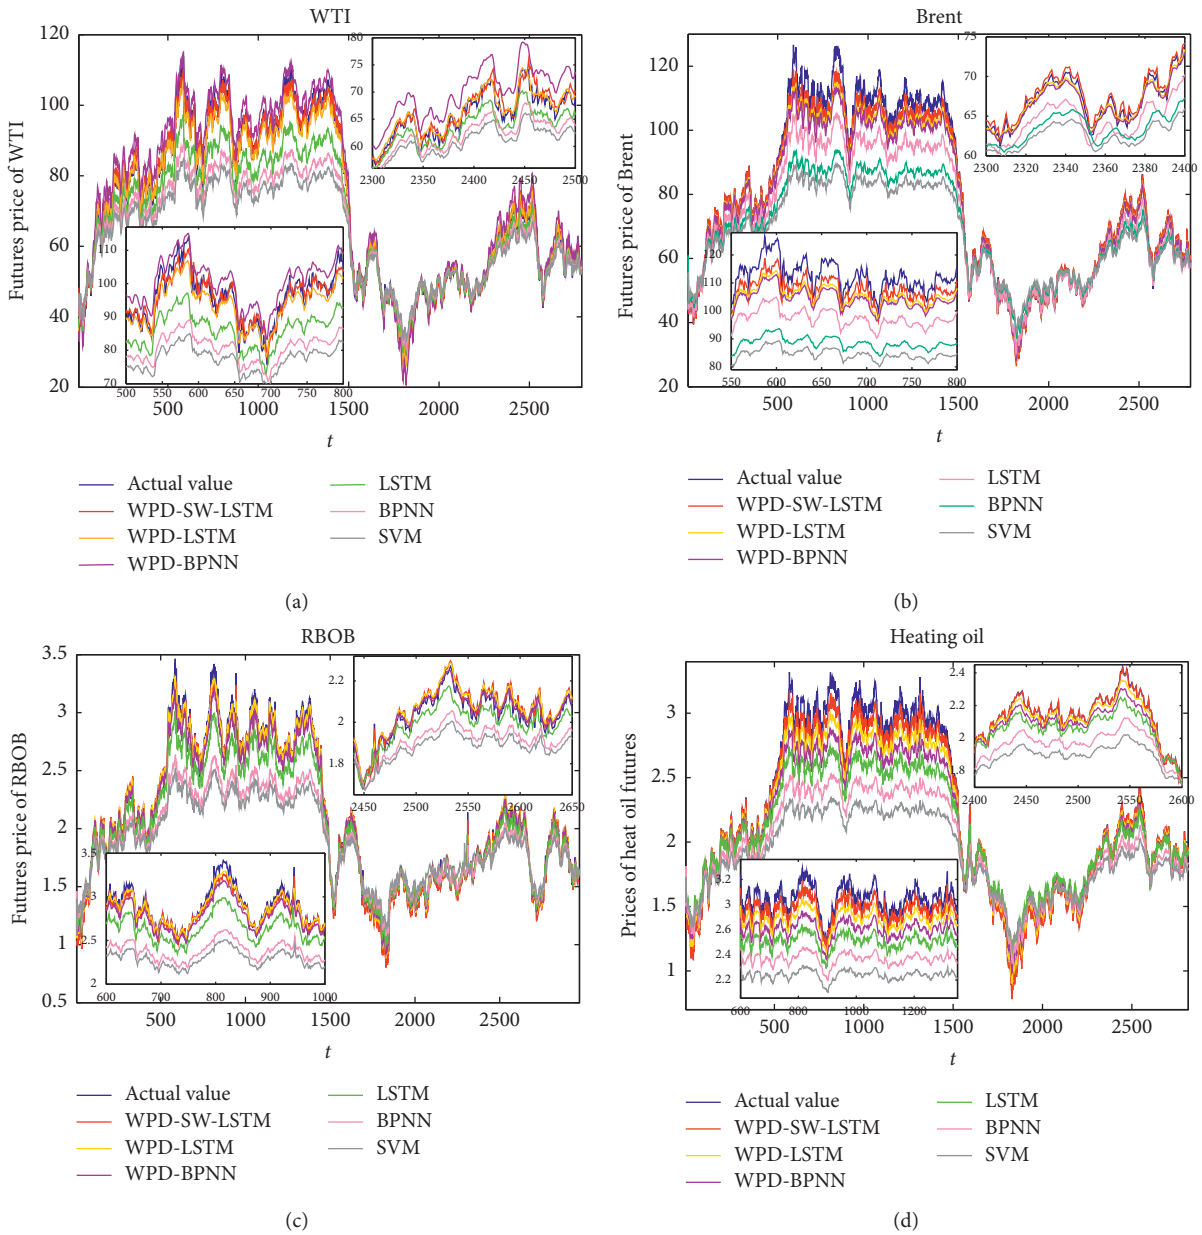 WTI
Futures price of WTI
120
100
80
60
40
20
80
75
70
65
60
2300 2350 2400 2450 2500
110
100
90
80
70
500 550 600 650 700 750 800
500 1000 1500 2000 2500
t
Actual value
WPD-SW-LSTM
WPD-LSTM
WPD-BPNN
LSTM
BPNN
SVM
(a)
Brent
Futures price of Brent
120
100
80
60
40
20
75
70
65
60
2300 2320 2340 2360 2380 2400
120
110
100
90
80
550 600 650 700 750 800
500 1000 1500 2000 2500
t
Actual value
WPD-SW-LSTM
WPD-LSTM
WPD-BPNN
LSTM
BPNN
SVM
(b)
RBOB
Futures price of RBOB
3.5
3
2.5
2
1.5
1
0.5
2.2
2
1.8
2450 2500 2550 2600 2650
3.5
3
2.5
2
600 700 800 900 1000
500 1000 1500 2000 2500
t
Actual value
WPD-SW-LSTM
WPD-LSTM
WPD-BPNN
LSTM
BPNN
SVM
(c)
Heating oil
Prices of heat oil futures
3
2.5
2
1.5
1
2.4
2.2
2
1.8
2400 2450 2500 2550 2600
3.2
3
2.8
2.6
2.4
2.2
600 800 1000 1200
500 1000 1500 2000 2500
t
Actual value
WPD-SW-LSTM
WPD-LSTM
WPD-BPNN
LSTM
BPNN
SVM
(d)